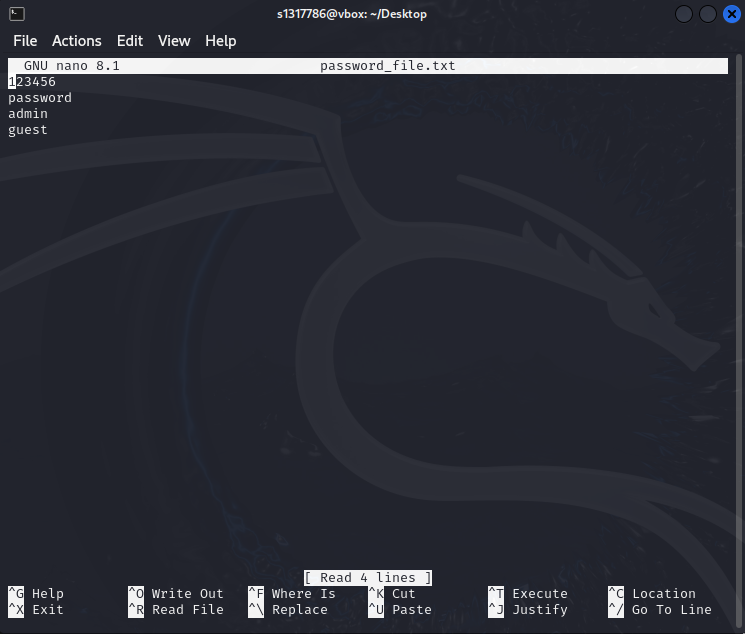 s1317786@vbox: ~/Desktop
File Actions Edit View Help
GNU nano 8.1 password_file.txt
123456
password
admin
guest
[ Read 4 lines ]
^G Help ^O Write Out ^F Where Is ^K Cut ^T Execute ^C Location
^X Exit ^R Read File ^\ Replace ^U Paste ^J Justify ^/ Go To Line